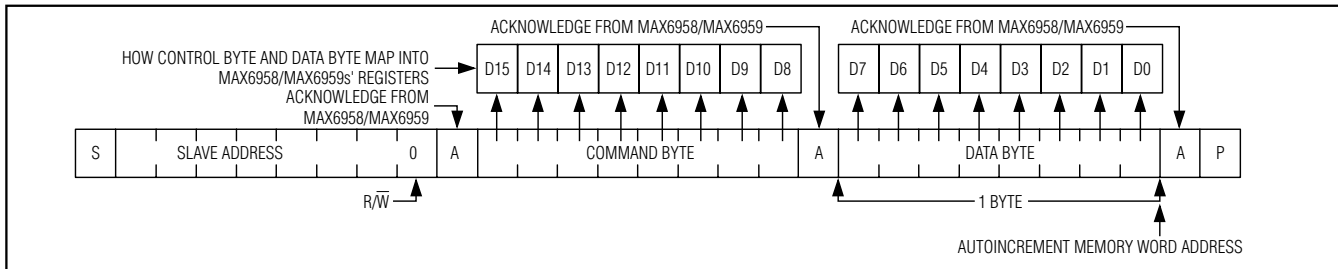 ACKNOWLEDGE FROM MAX6958/MAX6959
ACKNOWLEDGE FROM MAX6958/MAX6959
HOW CONTROL BYTE AND DATA BYTE MAP INTO
MAX6958/MAX6959s' REGISTERS
D15 D14 D13 D12 D11 D10 D9 D8
D7 D6 D5 D4 D3 D2 D1 D0
ACKNOWLEDGE FROM
MAX6958/MAX6959
S SLAVE ADDRESS 0 A COMMAND BYTE A DATA BYTE A P
R/W̅
1 BYTE
AUTOINCREMENT MEMORY WORD ADDRESS